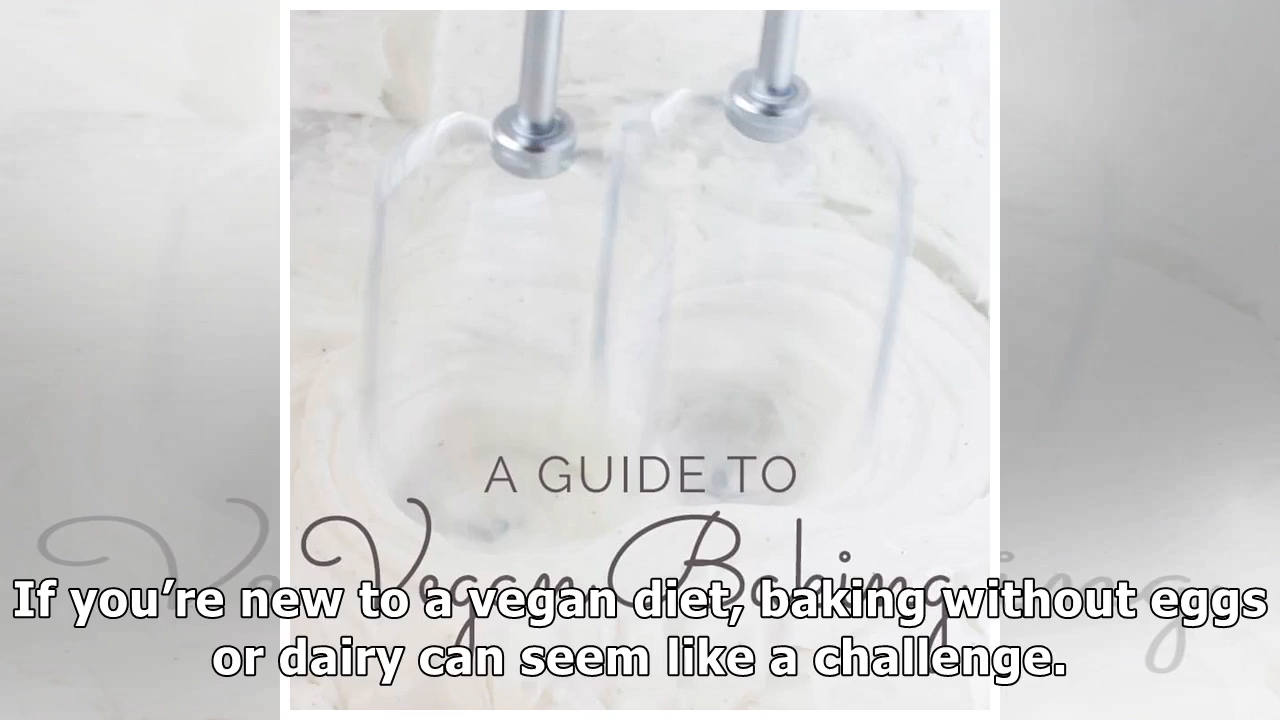 A GUIDE TO
Vegan Baking
If you’re new to a vegan diet, baking without eggs
or dairy can seem like a challenge.